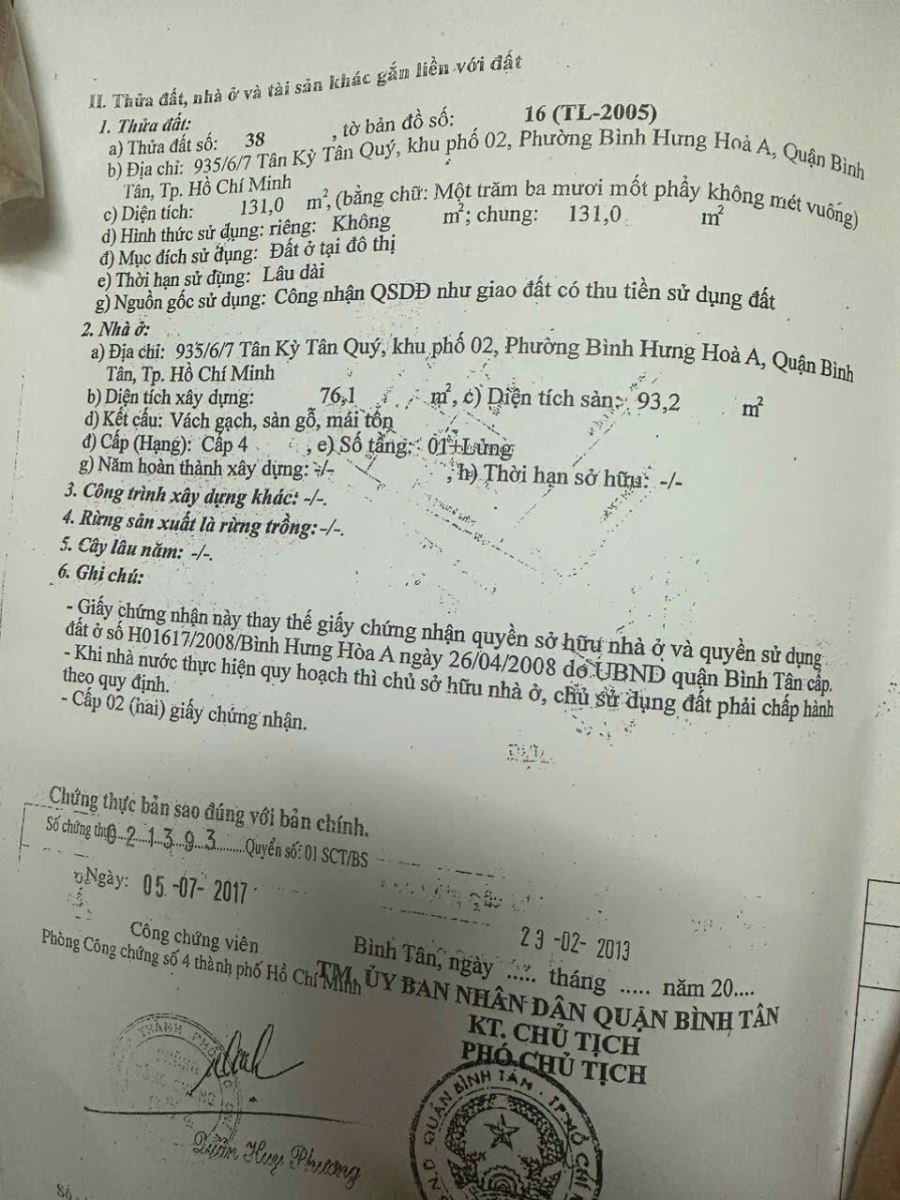 II. Thửa đất, nhà ở và tài sản khác gắn liền với đất
1. Thửa đất:
a) Thửa đất số: 38 , tờ bản đồ số: 16 (TL-2005)
b) Địa chỉ: 935/6/7 Tân Kỳ Tân Quý, khu phố 02, Phường Bình Hưng Hoà A, Quận Bình
Tân, Tp. Hồ Chí Minh
c) Diện tích: 131,0 m², (bằng chữ: Một trăm ba mươi mốt phẩy không mét vuông)
d) Hình thức sử dụng: riêng: Không m²; chung: 131,0 m²
đ) Mục đích sử dụng: Đất ở tại đô thị
e) Thời hạn sử dụng: Lâu dài
g) Nguồn gốc sử dụng: Công nhận QSDĐ như giao đất có thu tiền sử dụng đất
2. Nhà ở:
a) Địa chỉ: 935/6/7 Tân Kỳ Tân Quý, khu phố 02, Phường Bình Hưng Hoà A, Quận Bình
Tân, Tp. Hồ Chí Minh
b) Diện tích xây dựng: 76,1 m², c) Diện tích sàn: 93,2 m²
d) Kết cấu: Vách gạch, sàn gỗ, mái tôn
đ) Cấp (Hạng): Cấp 4 , e) Số tầng: 01+Lửng
g) Năm hoàn thành xây dựng: -/- , h) Thời hạn sở hữu: -/-
3. Công trình xây dựng khác: -/-.
4. Rừng sản xuất là rừng trồng: -/-.
5. Cây lâu năm: -/-.
6. Ghi chú:
- Giấy chứng nhận này thay thế giấy chứng nhận quyền sở hữu nhà ở và quyền sử dụng
đất ở số H01617/2008/Bình Hưng Hòa A ngày 26/04/2008 do UBND quận Bình Tân cấp.
- Khi nhà nước thực hiện quy hoạch thì chủ sở hữu nhà ở, chủ sử dụng đất phải chấp hành
theo quy định.
- Cấp 02 (hai) giấy chứng nhận.
Chứng thực bản sao đúng với bản chính.
Số chứng thực 021393 Quyển số: 01 SCT/BS
Ngày: 05-07-2017
Công chứng viên
Phòng Công chứng số 4 thành phố Hồ Chí Minh
Huy Phương
23-02-2013
Bình Tân, ngày ..... tháng ..... năm 20....
TM. ỦY BAN NHÂN DÂN QUẬN BÌNH TÂN
KT. CHỦ TỊCH
PHÓ CHỦ TỊCH
QUẬN BÌNH TÂN . TP.HỒ CHÍ
Số